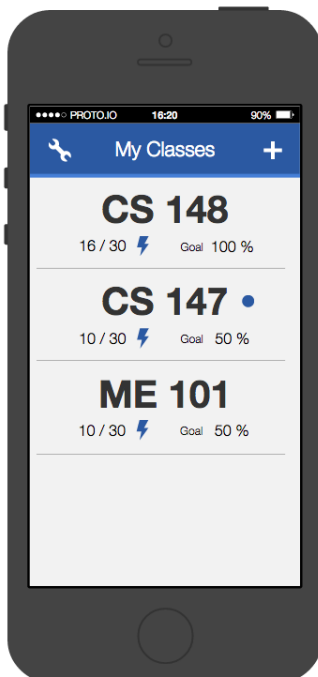 PROTO.IO 16:20 90%
My Classes +
CS 148
16 / 30 Goal 100 %
CS 147
10 / 30 Goal 50 %
ME 101
10 / 30 Goal 50 %